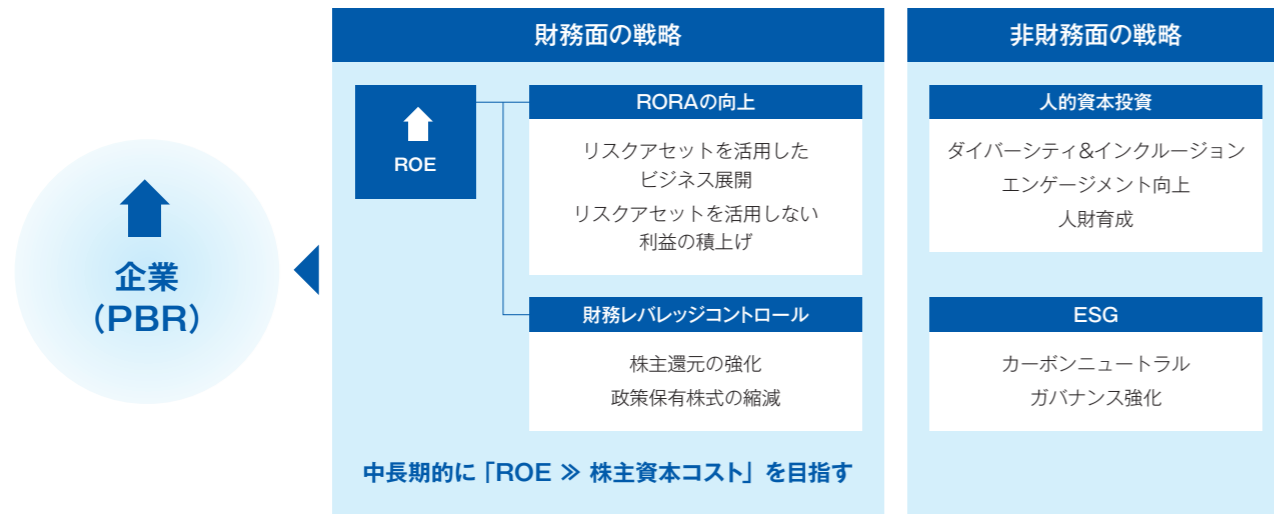 企業
(PBR)
財務面の戦略
ROE
RORAの向上
リスクアセットを活用した
ビジネス展開
リスクアセットを活用しない
利益の積上げ
財務レバレッジコントロール
株主還元の強化
政策保有株式の縮減
中長期的に「ROE ≫ 株主資本コスト」を目指す
非財務面の戦略
人的資本投資
ダイバーシティ&インクルージョン
エンゲージメント向上
人財育成
ESG
カーボンニュートラル
ガバナンス強化